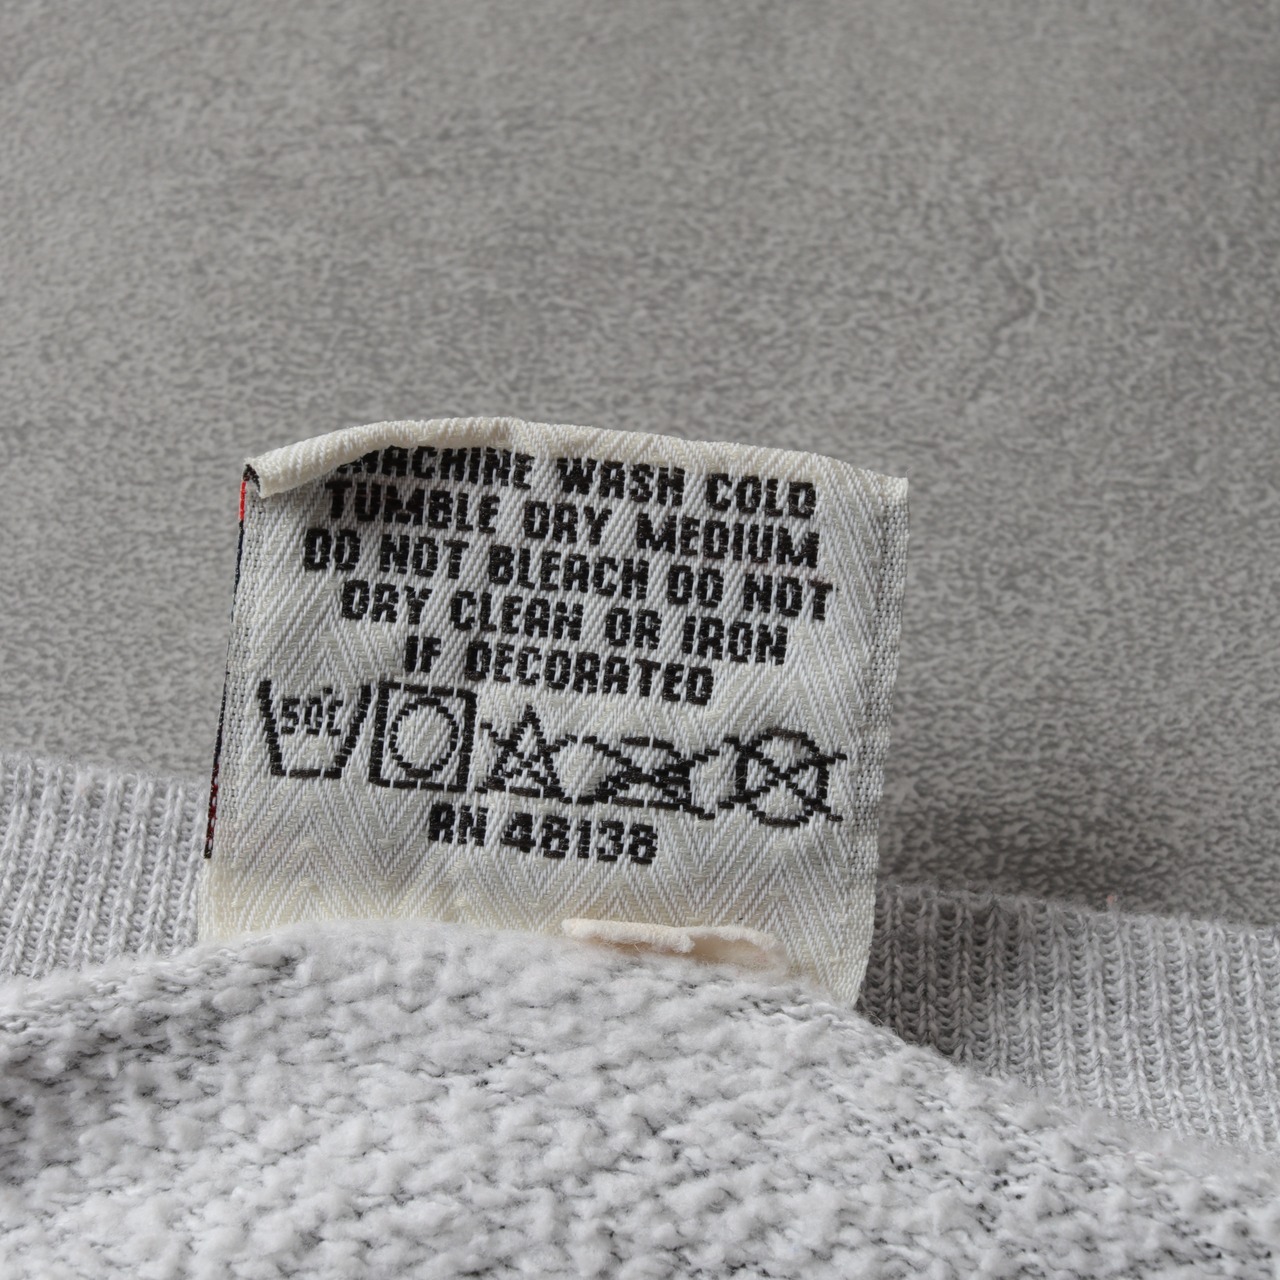 MACHINE WASH COLD
TUMBLE DRY MEDIUM
DO NOT BLEACH DO NOT
DRY CLEAN OR IRON
IF DECORATED
50°C
RN 46138